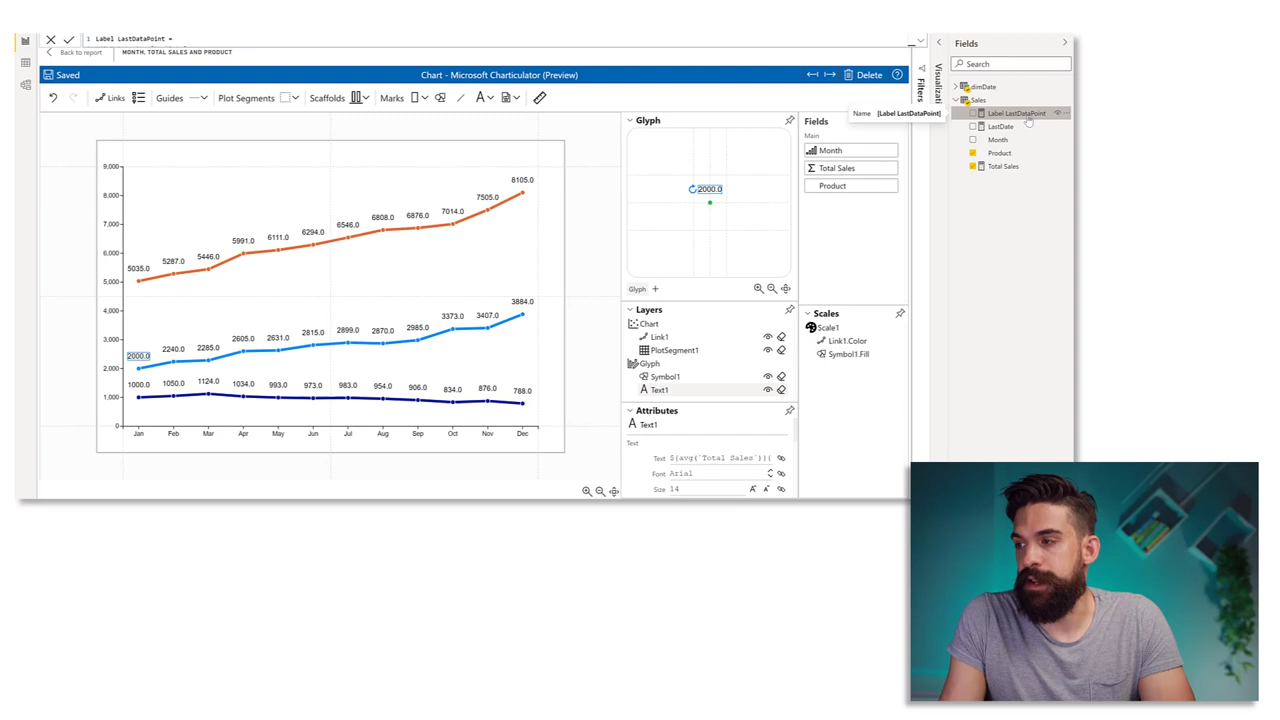 1 Label LastDataPoint =
Back to report MONTH, TOTAL SALES AND PRODUCT
Saved Chart - Microsoft Charticulator (Preview) Delete
Links Guides Plot Segments Scaffolds Marks
9,000
8,000
7,000
6,000
5,000
4,000
3,000
2,000
1,000
0
5035.0 5287.0 5446.0 5991.0 6111.0 6294.0 6546.0 6808.0 6876.0 7014.0 7505.0 8105.0
2000.0 2240.0 2285.0 2605.0 2631.0 2815.0 2899.0 2870.0 2985.0 3373.0 3407.0 3884.0
1000.0 1050.0 1124.0 1034.0 993.0 973.0 983.0 954.0 906.0 834.0 876.0 788.0
Jan Feb Mar Apr May Jun Jul Aug Sep Oct Nov Dec
Glyph
2000.0
Glyph +
Layers
Chart
Link1
PlotSegment1
Glyph
Symbol1
Text1
Attributes
Text1
Text
Text ${avg(`Total Sales`)}{
Font Arial
Size 14
Fields
Main
Month
Total Sales
Product
Scales
Scale1
Link1.Color
Symbol1.Fill
Filters
Visualizati
Name [Label LastDataPoint]
Fields
Search
dimDate
Sales
Label LastDataPoint
LastDate
Month
Product
Total Sales